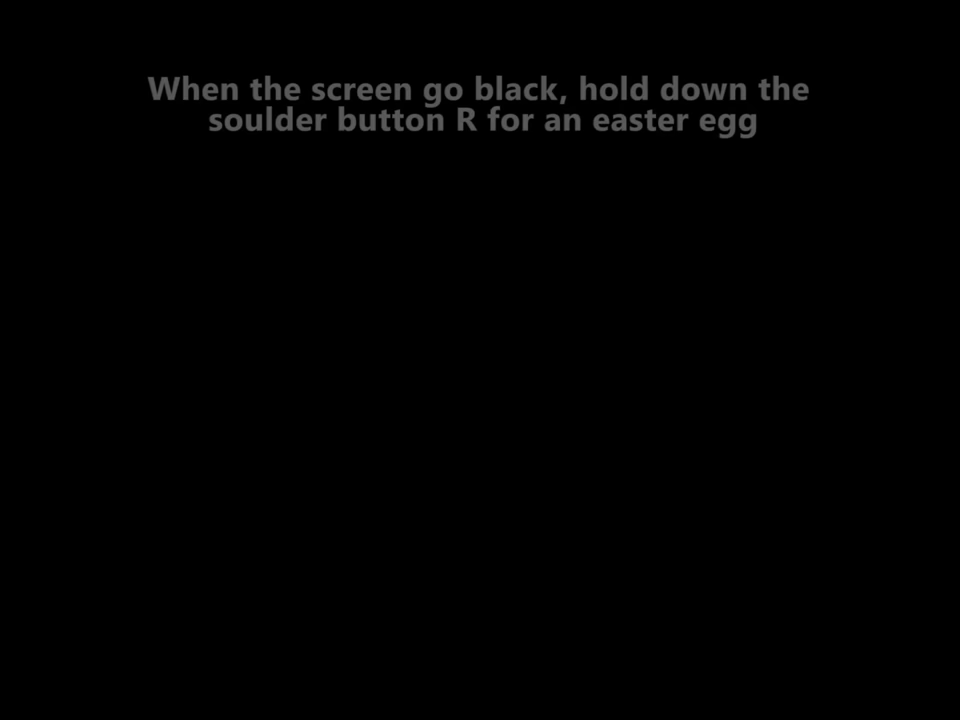 When the screen go black, hold down the
soulder button R for an easter egg